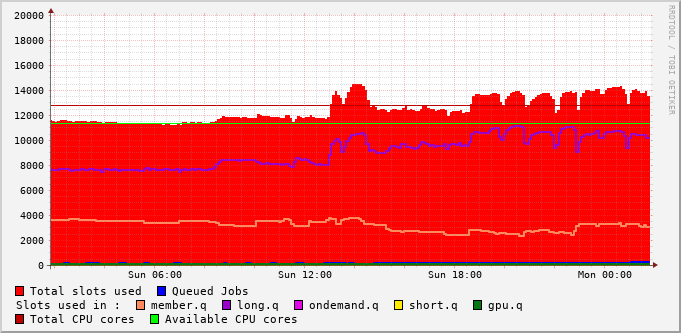 20000
18000
16000
14000
12000
10000
8000
6000
4000
2000
0
Sun 06:00 Sun 12:00 Sun 18:00 Mon 00:00
RRDTOOL / TOBI OETIKER
Total slots used Queued Jobs
Slots used in : member.q long.q ondemand.q short.q gpu.q
Total CPU cores Available CPU cores